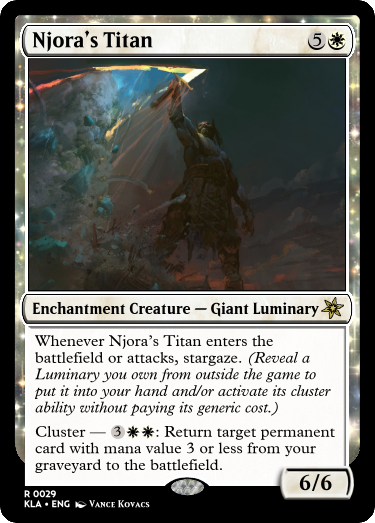 Njora's Titan 5
Enchantment Creature — Giant Luminary
Whenever Njora's Titan enters the
battlefield or attacks, stargaze. (Reveal a
Luminary you own from outside the game to
put it into your hand and/or activate its cluster
ability without paying its generic cost.)
Cluster — 3: Return target permanent
card with mana value 3 or less from your
graveyard to the battlefield.
6/6
R 0029
KLA • ENG Vance Kovacs